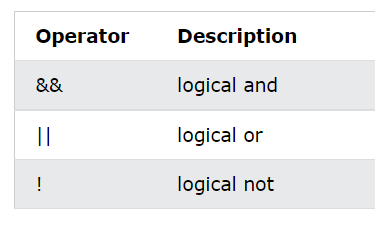 Operator Description
&& logical and
|| logical or
! logical not